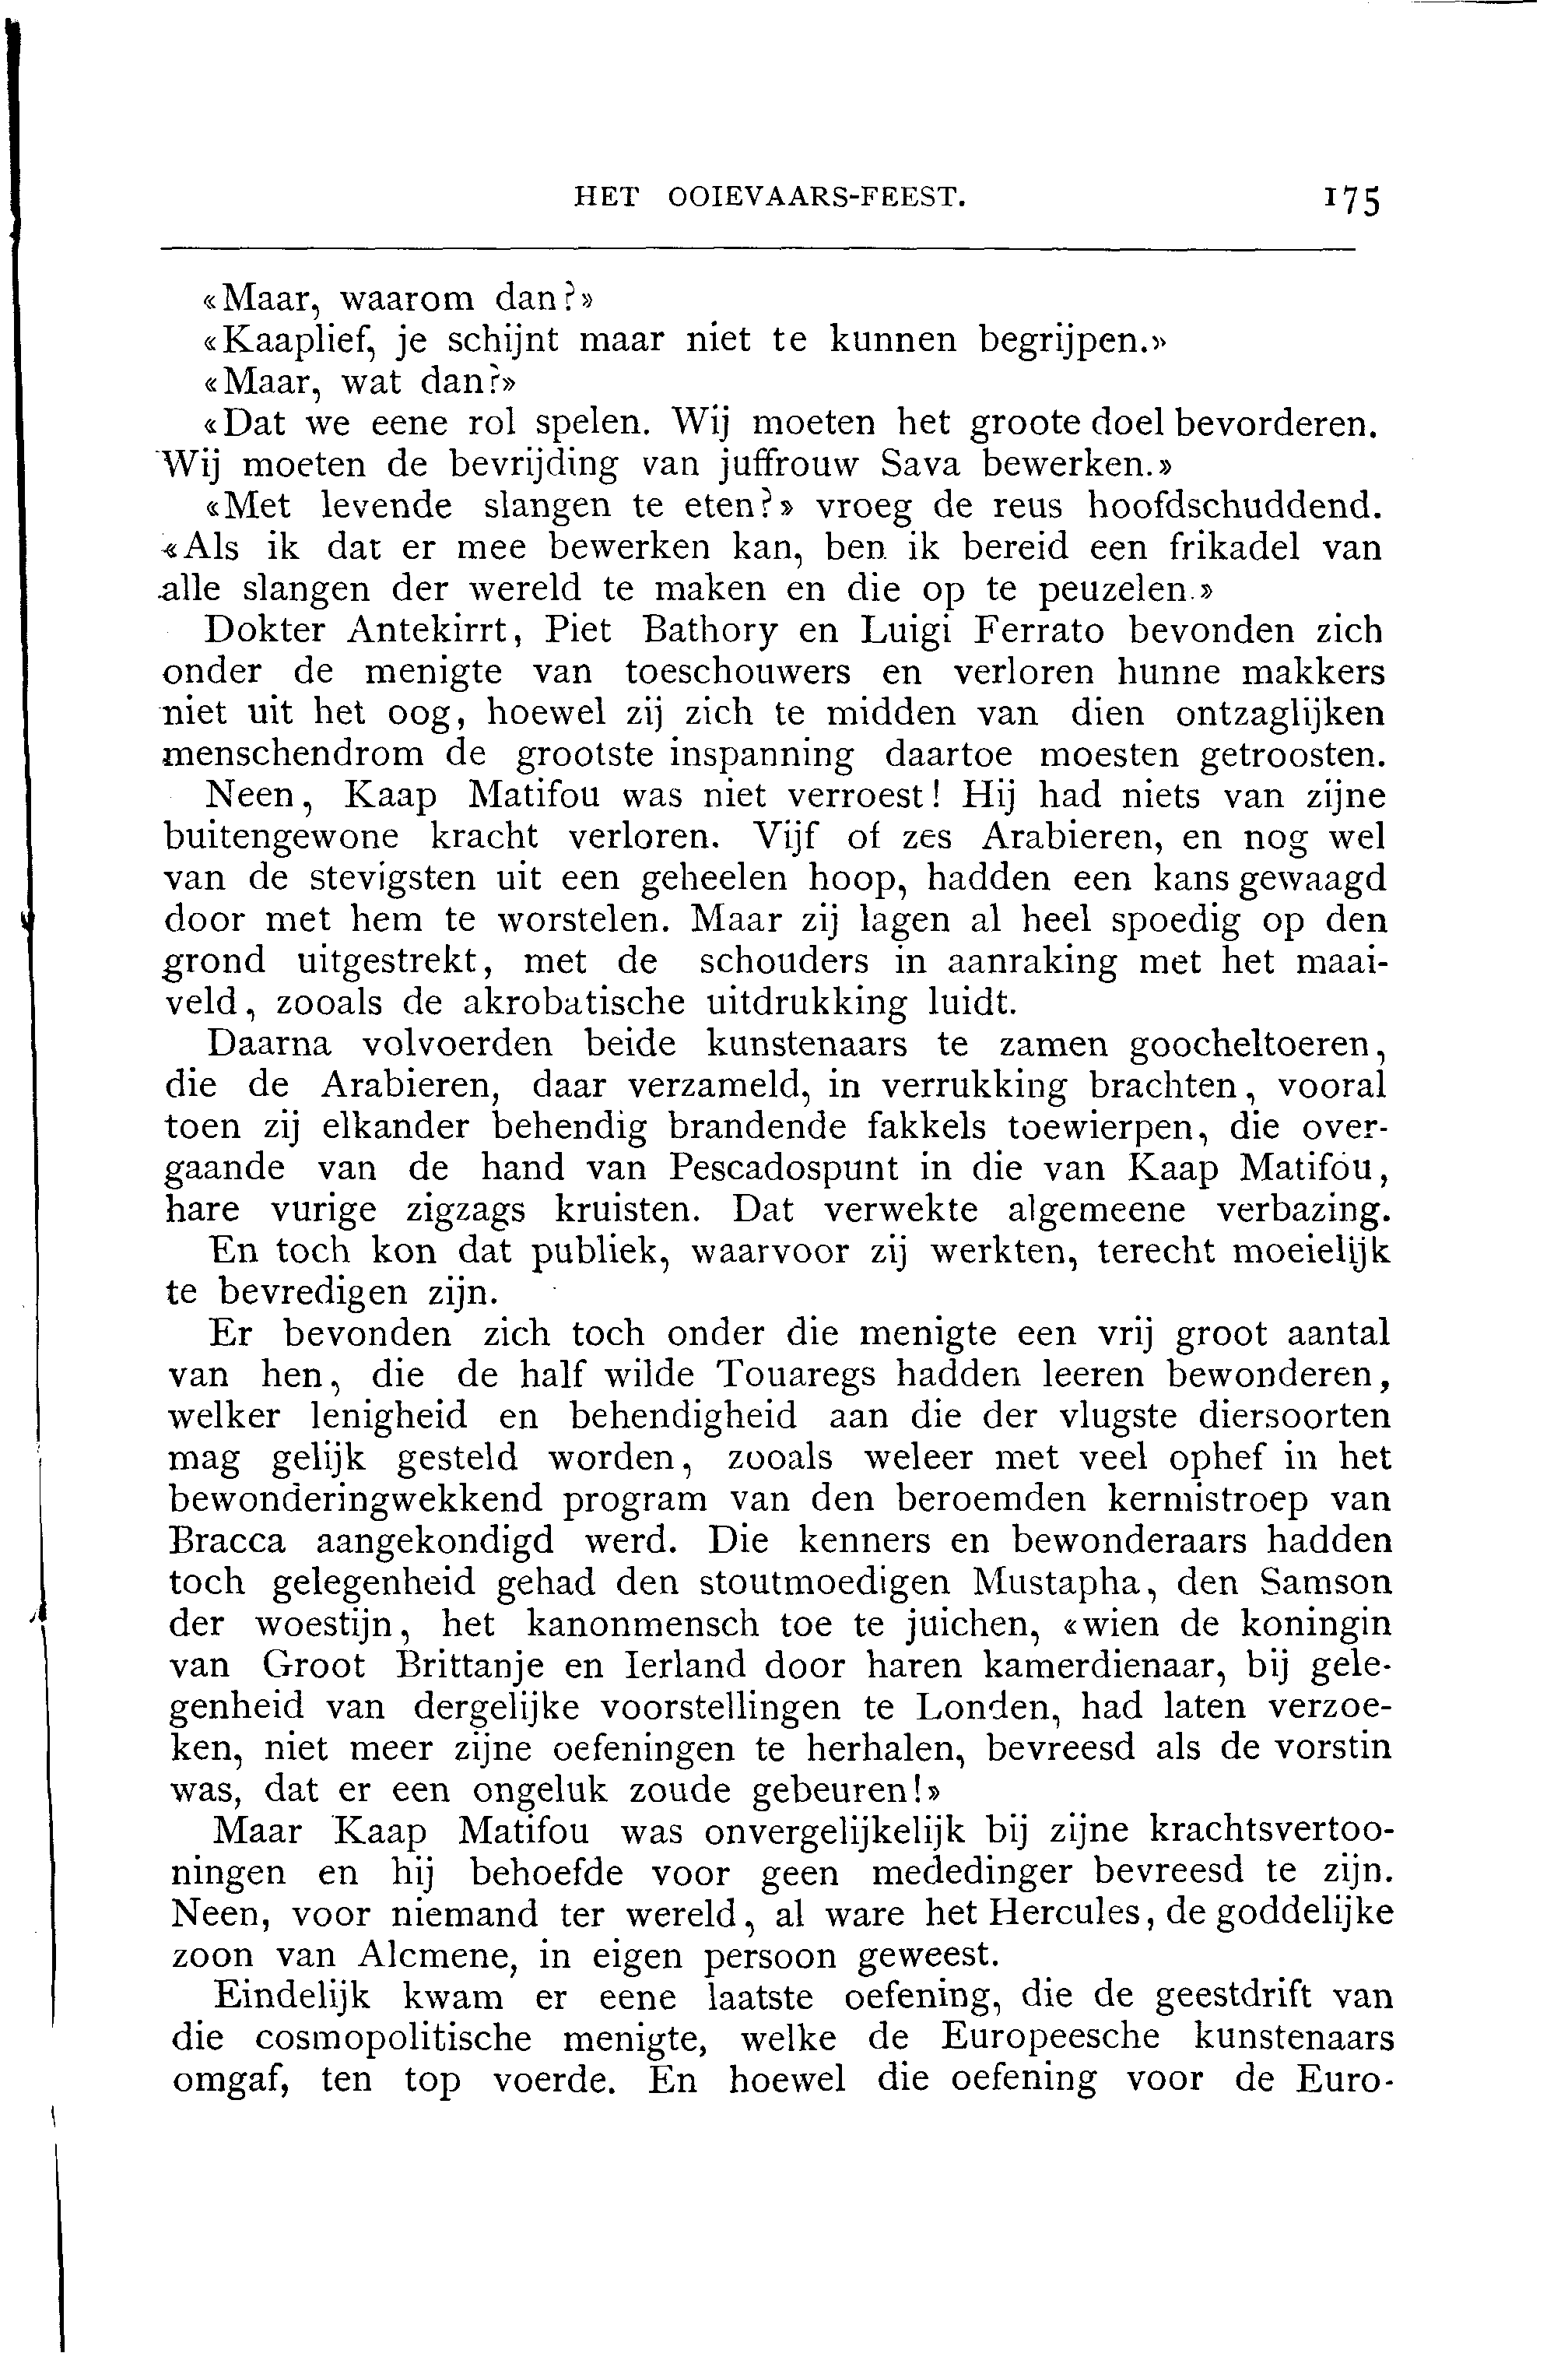 HET OOIEVAARS-FEEST. 175
«Maar, waarom dan?»
«Kaaplief, je schijnt maar niet te kunnen begrijpen.»
«Maar, wat dan?»
«Dat we eene rol spelen. Wij moeten het groote doel bevorderen.
Wij moeten de bevrijding van juffrouw Sava bewerken.»
«Met levende slangen te eten?» vroeg de reus hoofdschuddend.
«Als ik dat er mee bewerken kan, ben ik bereid een frikadel van
alle slangen der wereld te maken en die op te peuzelen.»
Dokter Antekirrt, Piet Bathory en Luigi Ferrato bevonden zich
onder de menigte van toeschouwers en verloren hunne makkers
niet uit het oog, hoewel zij zich te midden van dien ontzaglijken
menschendrom de grootste inspanning daartoe moesten getroosten.
Neen, Kaap Matifou was niet verroest! Hij had niets van zijne
buitengewone kracht verloren. Vijf of zes Arabieren, en nog wel
van de stevigsten uit een geheelen hoop, hadden een kans gewaagd
door met hem te worstelen. Maar zij lagen al heel spoedig op den
grond uitgestrekt, met de schouders in aanraking met het maai-
veld, zooals de akrobatische uitdrukking luidt.
Daarna volvoerden beide kunstenaars te zamen goocheltoeren,
die de Arabieren, daar verzameld, in verrukking brachten, vooral
toen zij elkander behendig brandende fakkels toewierpen, die over-
gaande van de hand van Pescadospunt in die van Kaap Matifou,
hare vurige zigzags kruisten. Dat verwekte algemeene verbazing.
En toch kon dat publiek, waarvoor zij werkten, terecht moeielijk
te bevredigen zijn.
Er bevonden zich toch onder die menigte een vrij groot aantal
van hen, die de half wilde Touaregs hadden leeren bewonderen,
welker lenigheid en behendigheid aan die der vlugste diersoorten
mag gelijk gesteld worden, zooals weleer met veel ophef in het
bewonderingwekkend program van den beroemden kermistroep van
Bracca aangekondigd werd. Die kenners en bewonderaars hadden
toch gelegenheid gehad den stoutmoedigen Mustapha, den Samson
der woestijn, het kanonmensch toe te juichen, «wien de koningin
van Groot Brittanje en Ierland door haren kamerdienaar, bij gele-
genheid van dergelijke voorstellingen te Londen, had laten verzoe-
ken, niet meer zijne oefeningen te herhalen, bevreesd als de vorstin
was, dat er een ongeluk zoude gebeuren!»
Maar Kaap Matifou was onvergelijkelijk bij zijne krachtsvertoo-
ningen en hij behoefde voor geen mededinger bevreesd te zijn.
Neen, voor niemand ter wereld, al ware het Hercules, de goddelijke
zoon van Alcmene, in eigen persoon geweest.
Eindelijk kwam er eene laatste oefening, die de geestdrift van
die cosmopolitische menigte, welke de Europeesche kunstenaars
omgaf, ten top voerde. En hoewel die oefening voor de Euro-